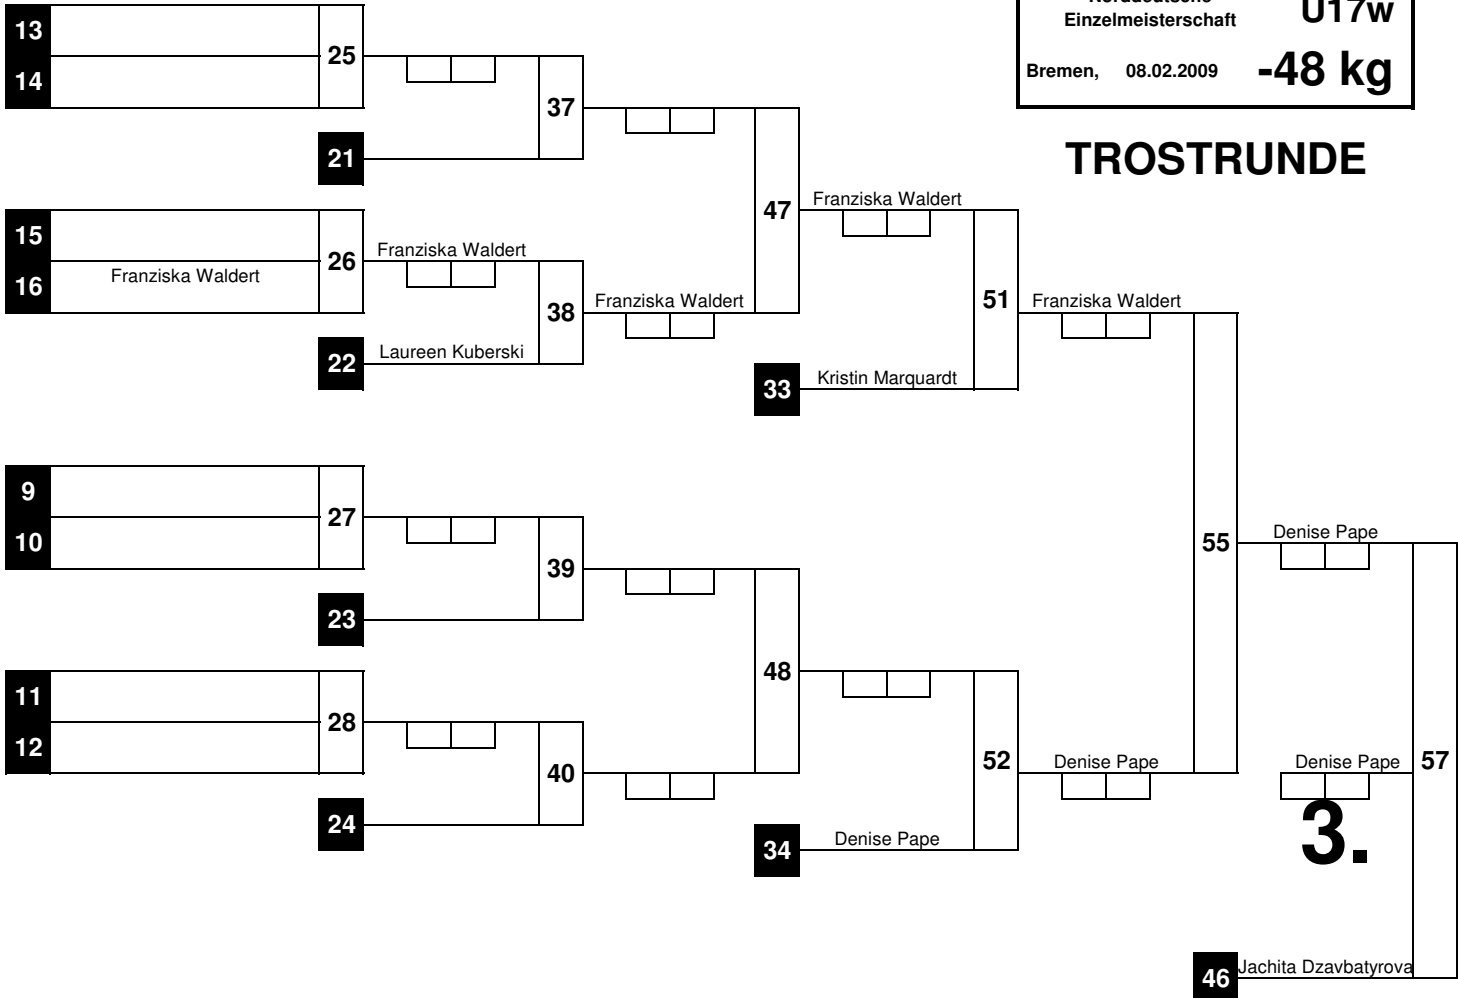 Norddeutsche
Einzelmeisterschaft
U17w
Bremen, 08.02.2009 -48 kg
TROSTRUNDE
13
14
25
37
21
47
Franziska Waldert
15
16
Franziska Waldert
26
Franziska Waldert
38
Franziska Waldert
22
Laureen Kuberski
51
Franziska Waldert
33
Kristin Marquardt
9
10
27
39
23
55
Denise Pape
11
12
28
48
40
24
52
Denise Pape
34
Denise Pape
Denise Pape
57
3.
46
Jachita Dzavbatyrova